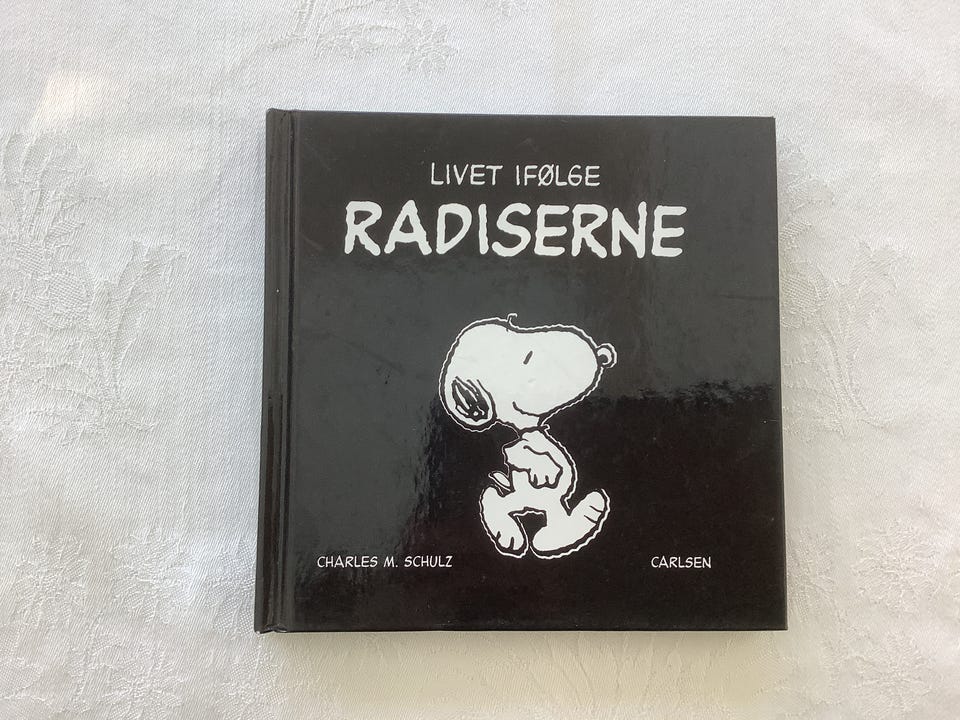 LIVET IFØLGE
RADISERNE
CHARLES M. SCHULZ
CARLSEN